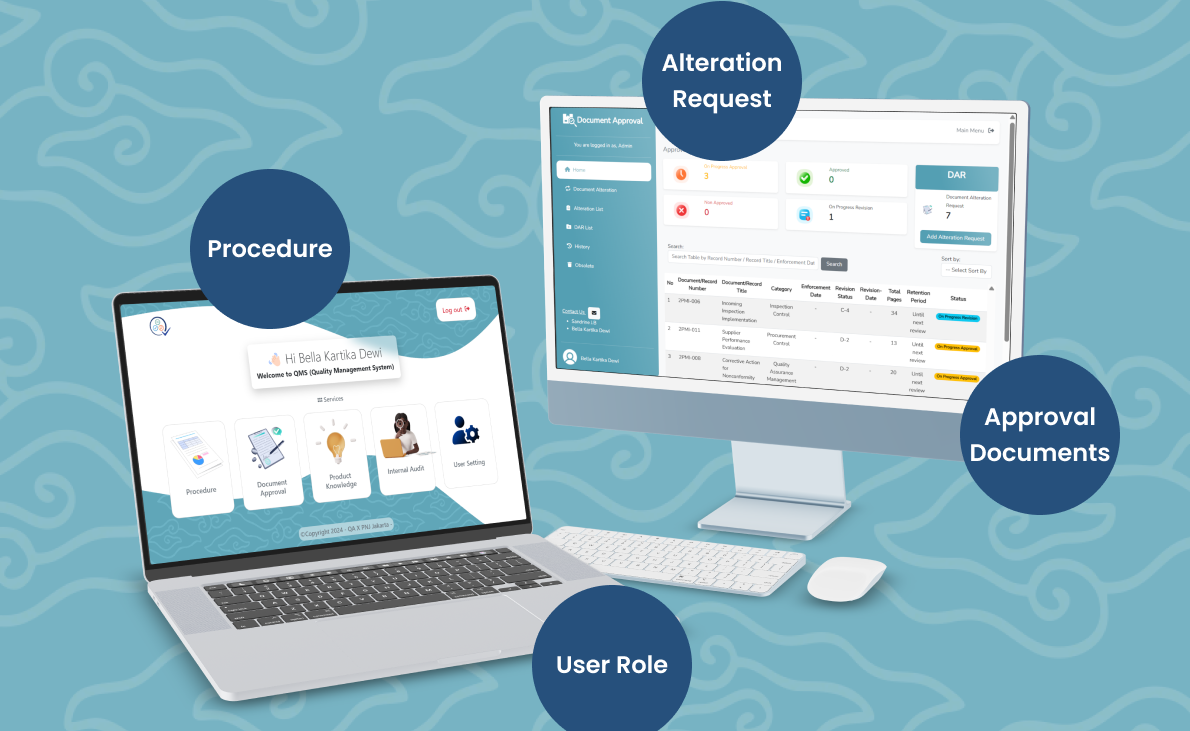 Alteration
Request
Procedure
Approval
Documents
User Role
Log out
Hi Bella Kartika Dewi
Welcome to QMS (Quality Management System)
Services
Procedure
Document
Approval
Product
Knowledge
Internal Audit
User Setting
©Copyright 2024 - QA X PNJ Jakarta -
Document Approval
You are logged in as, Admin
Home
Document Alteration
Alteration List
DAR List
History
Obsolete
Contact Us
Bella Kartika Dewi
Bella Kartika Dewi
Main Menu
On Progress Approval
3
Approved
0
Not Approved
0
On Progress Revision
1
DAR
Document Alteration
Request
7
Add Alteration Request
Search:
Search Table by Record Number / Record Title / Enforcement Dat
Search
Sort by:
-- Select Sort By
No Document/Record Number Document/Record Title Category Enforcement Date Revision Status Revision-Date Total Pages Retention Period Status
1 2PMI-006 Incoming Inspection Implementation Inspection Control - C-4 - 34 Until next review On Progress Revision
2 2PMI-011 Supplier Performance Evaluation Procurement Control - D-2 - 13 Until next review On Progress Approval
3 2PMI-008 Corrective Action for Nonconformity Quality Assurance Management - D-2 - 20 Until next review On Progress Approval